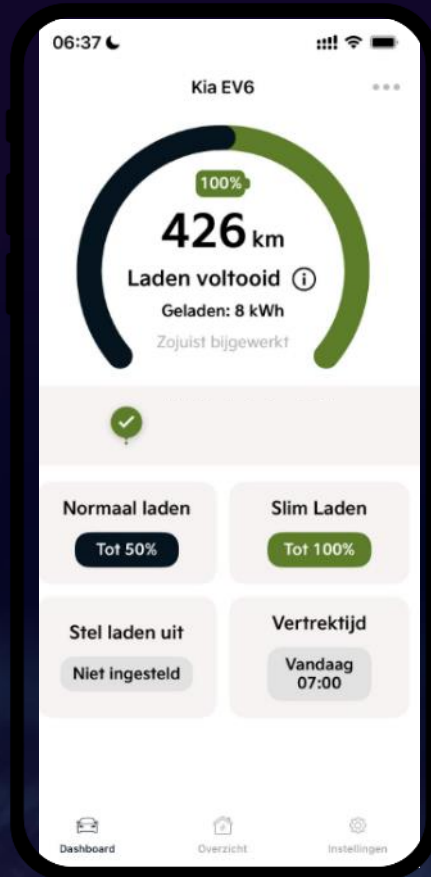 06:37
Kia EV6
100%
426 km
Laden voltooid
Geladen: 8 kWh
Zojuist bijgewerkt
Normaal laden
Tot 50%
Slim Laden
Tot 100%
Stel laden uit
Niet ingesteld
Vertrektijd
Vandaag
07:00
Dashboard
Overzicht
Instellingen